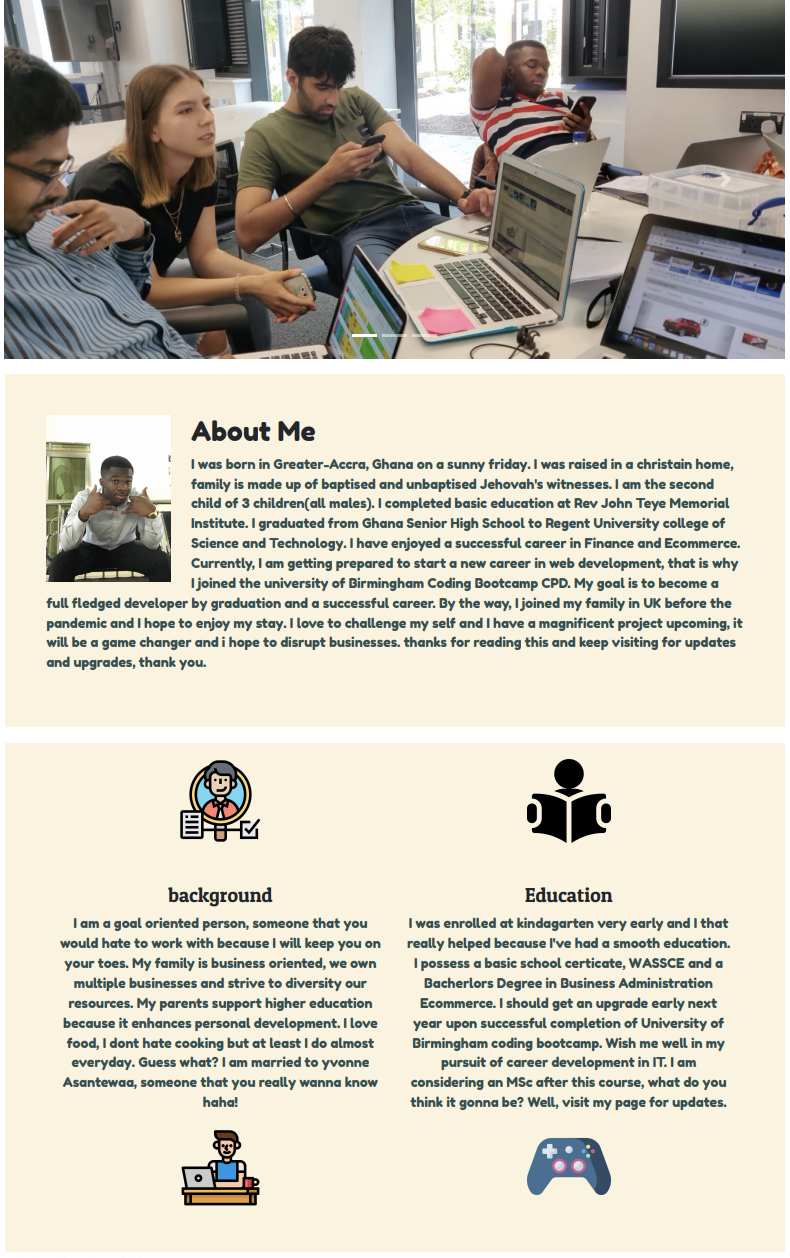 About Me
I was born in Greater-Accra, Ghana on a sunny friday. I was raised in a christain home,
family is made up of baptised and unbaptised Jehovah's witnesses. I am the second
child of 3 children(all males). I completed basic education at Rev John Teye Memorial
Institute. I graduated from Ghana Senior High School to Regent University college of
Science and Technology. I have enjoyed a successful career in Finance and Ecommerce.
Currently, I am getting prepared to start a new career in web development, that is why
I joined the university of Birmingham Coding Bootcamp CPD. My goal is to become a
full fledged developer by graduation and a successful career. By the way, I joined my family in UK before the
pandemic and I hope to enjoy my stay. I love to challenge my self and I have a magnificent project upcoming, it
will be a game changer and i hope to disrupt businesses. thanks for reading this and keep visiting for updates
and upgrades, thank you.
background
I am a goal oriented person, someone that you
would hate to work with because I will keep you on
your toes. My family is business oriented, we own
multiple businesses and strive to diversity our
resources. My parents support higher education
because it enhances personal development. I love
food, I dont hate cooking but at least I do almost
everyday. Guess what? I am married to yvonne
Asantewaa, someone that you really wanna know
haha!
Education
I was enrolled at kindagarten very early and I that
really helped because I've had a smooth education.
I possess a basic school certicate, WASSCE and a
Bacherlors Degree in Business Administration
Ecommerce. I should get an upgrade early next
year upon successful completion of University of
Birmingham coding bootcamp. Wish me well in my
pursuit of career development in IT. I am
considering an MSc after this course, what do you
think it gonna be? Well, visit my page for updates.